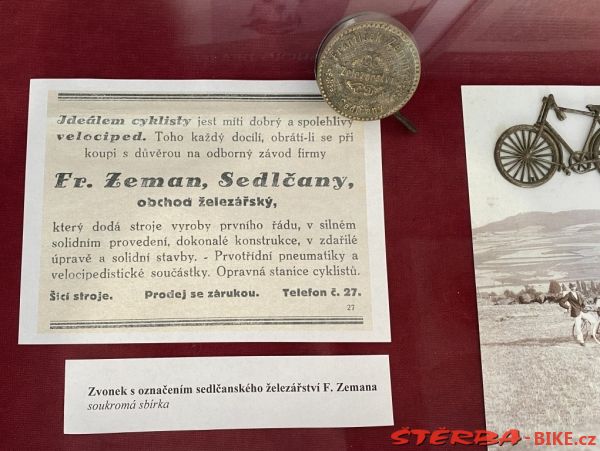 Ideálem cyklisty jest míti dobrý a spolehlivý
velociped. Toho každý docílí, obrátí-li se při
koupi s důvěrou na odborný závod firmy
Fr. Zeman, Sedlčany,
obchod železářský,
který dodá stroje vyroby prvního řádu, v silném
solidním provedení, dokonalé konstrukce, v zdařilé
úpravě a solidní stavby. - Prvotřídní pneumatiky a
velocipedistické součástky. Opravná stanice cyklistů.
Šicí stroje. Prodej se zárukou. Telefon č. 27.
27
Železářství
Zvonek s označením sedlčanského železářství F. Zemana
soukromá sbírka
ŠTĚRBA-BIKE.cz